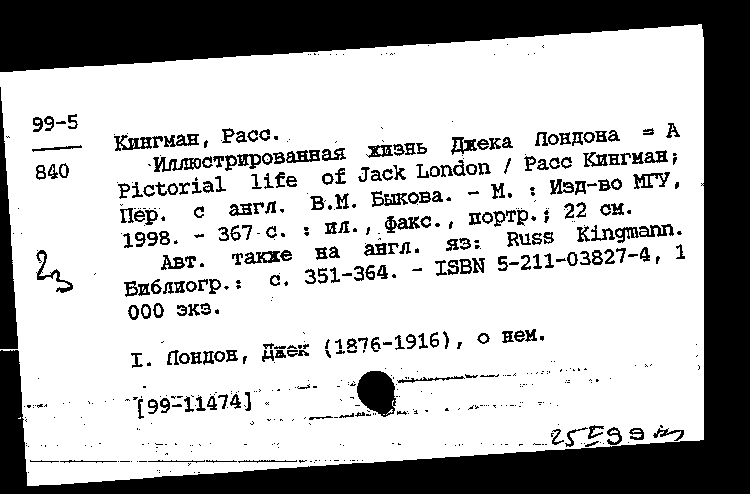 99-5
840
Кингман, Расс.
Иллюстрированная жизнь Джека Лондона = A
Pictorial life of Jack London / Расс Кингман;
Пер. с англ. В.М. Быкова. - М. : Изд-во МГУ,
1998. - 367 с. : ил., факс., портр.; 22 см.
Авт. также на англ. яз: Russ Kingmann.
Библиогр.: с. 351-364. - ISBN 5-211-03827-4, 1
000 экз.
I. Лондон, Джек (1876-1916), о нем.
[99-11474]